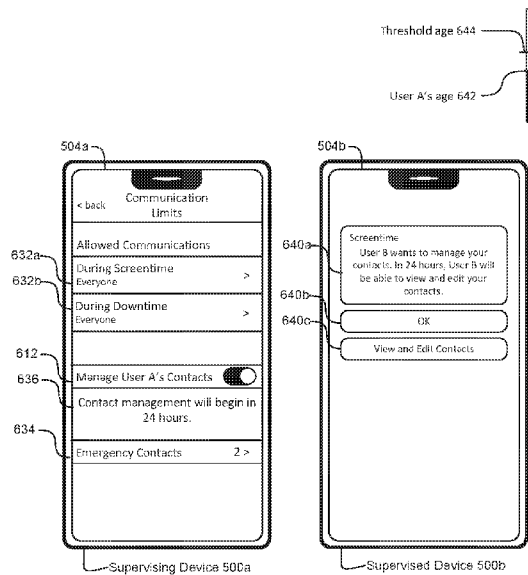 Threshold age 644
User A's age 642
504a
504b
< back
Communication
Limits
Allowed Communications
632a
During Screentime
Everyone
>
632b
During Downtime
Everyone
>
612
Manage User A's Contacts
636
Contact management will begin in
24 hours.
634
Emergency Contacts
2 >
Supervising Device 500a
640a
Screentime
User B wants to manage your
contacts. In 24 hours, User B will
be able to view and edit your
contacts.
640b
OK
640c
View and Edit Contacts
Supervised Device 500b